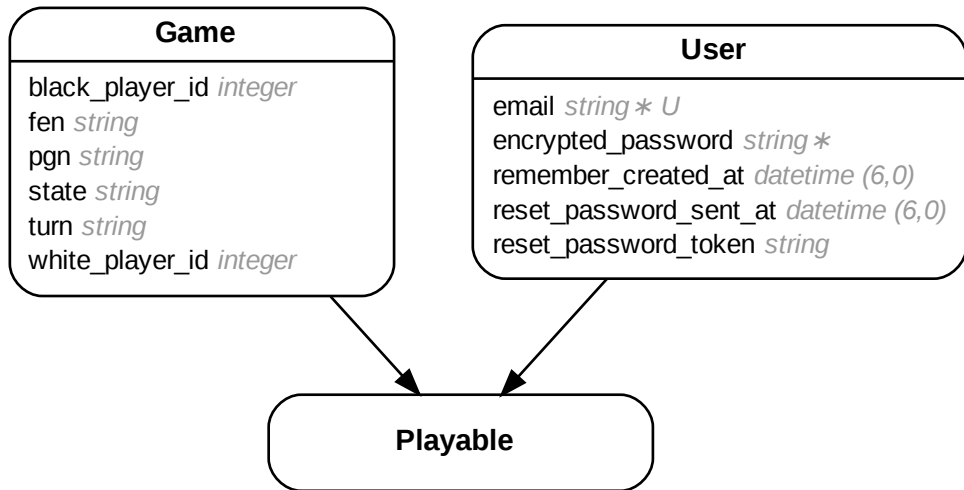 Game
black_player_id integer
fen string
pgn string
state string
turn string
white_player_id integer
User
email string ∗ U
encrypted_password string ∗
remember_created_at datetime (6,0)
reset_password_sent_at datetime (6,0)
reset_password_token string
Playable